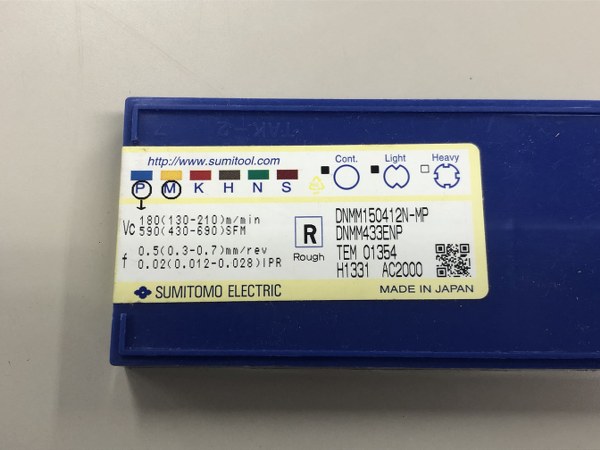 http://www.sumitool.com
Cont. Light Heavy
P M K H N S
Vc 180(130-210)m/min
590(430-690)SFM
f 0.5(0.3-0.7)mm/rev
0.02(0.012-0.028)IPR
R
Rough
DNMM150412N-MP
DNMM433ENP
TEM 01354
H1331 AC2000
SUMITOMO ELECTRIC
MADE IN JAPAN